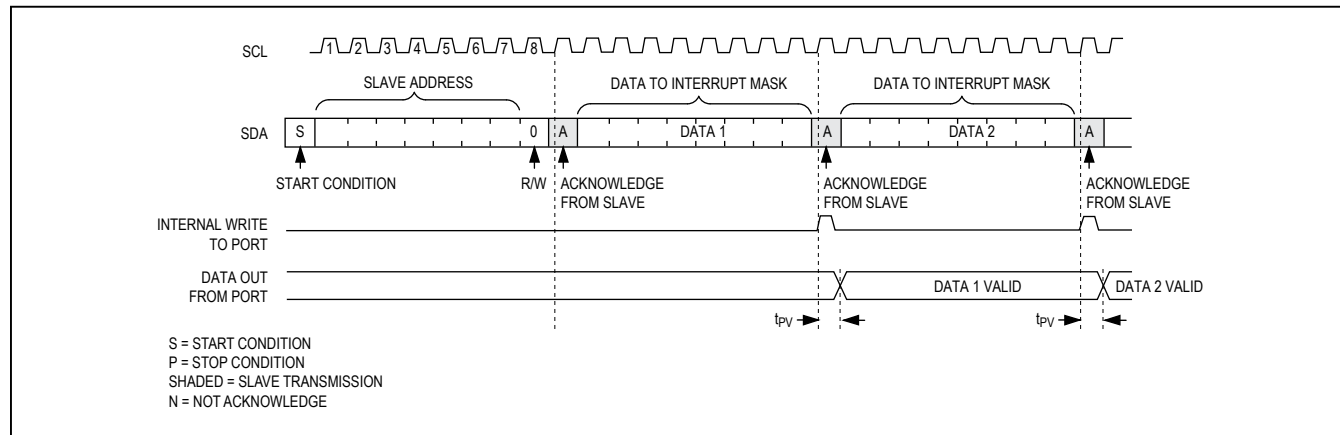 SCL 1 2 3 4 5 6 7 8
SLAVE ADDRESS DATA TO INTERRUPT MASK DATA TO INTERRUPT MASK
SDA S 0 A DATA 1 A DATA 2 A
START CONDITION R/W ACKNOWLEDGE FROM SLAVE ACKNOWLEDGE FROM SLAVE ACKNOWLEDGE FROM SLAVE
INTERNAL WRITE
TO PORT
DATA OUT
FROM PORT DATA 1 VALID DATA 2 VALID
tPV tPV
S = START CONDITION
P = STOP CONDITION
SHADED = SLAVE TRANSMISSION
N = NOT ACKNOWLEDGE